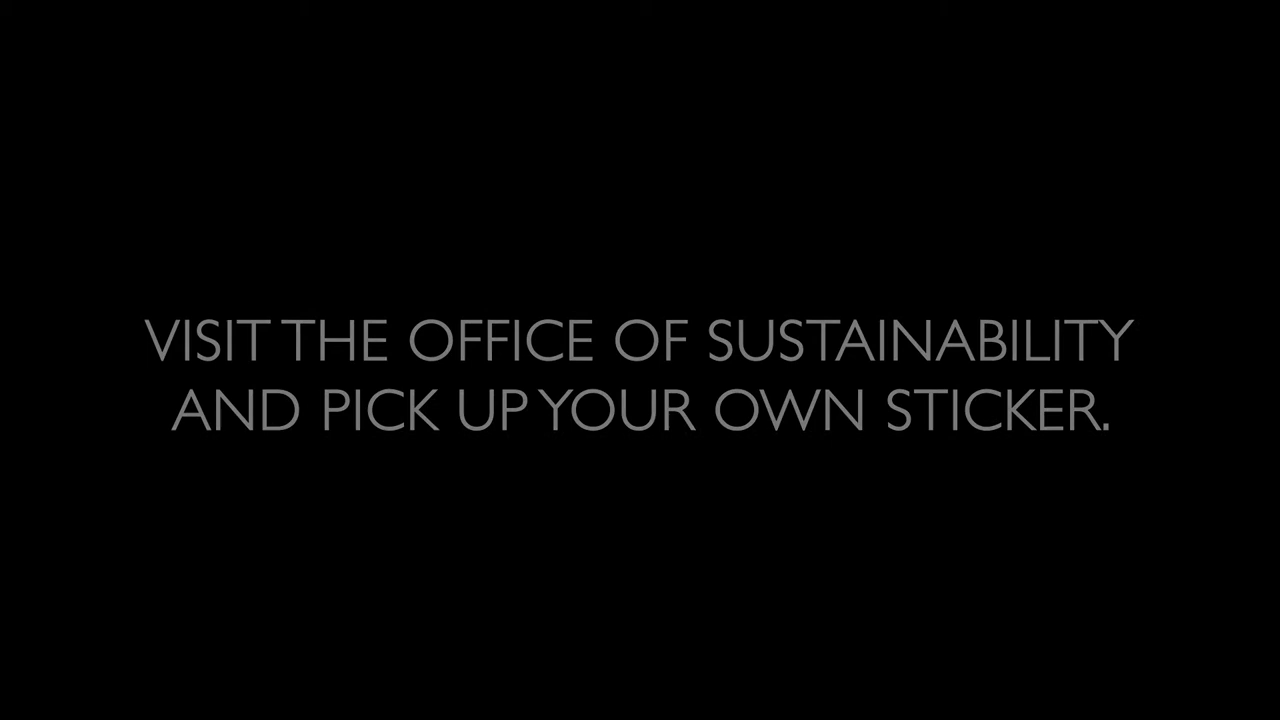 VISIT THE OFFICE OF SUSTAINABILITY
AND PICK UP YOUR OWN STICKER.